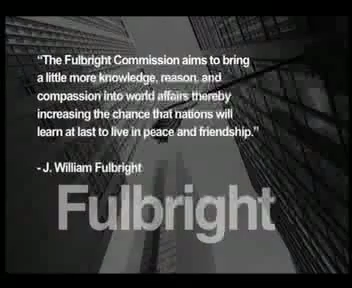 “The Fulbright Commission aims to bring
a little more knowledge, reason, and
compassion into world affairs thereby
increasing the chance that nations will
learn at last to live in peace and friendship.”
- J. William Fulbright
Fulbright